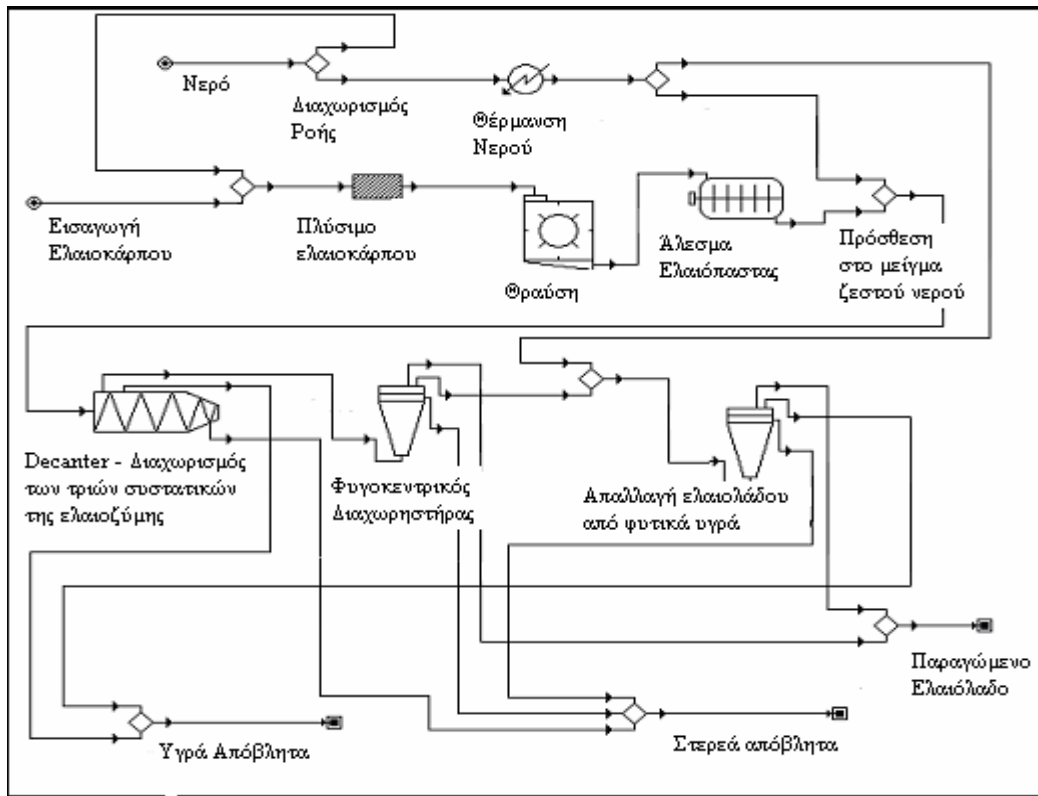 Νερό
Διαχωρισμός
Ροής
Θέρμανση
Νερού
Εισαγωγή
Ελαιοκάρπου
Πλύσιμο
ελαιοκάρπου
Θραύση
Άλεσμα
Ελαιόπαστας
Πρόσθεση
στο μείγμα
ζεστού νερού
Decanter - Διαχωρισμός
των τριών συστατικών
της ελαιοζύμης
Φυγοκεντρικός
Διαχωρηστήρας
Απαλλαγή ελαιολάδου
από φυτικά υγρά
Παραγώμενο
Ελαιόλαδο
Υγρά Απόβλητα
Στερεά απόβλητα